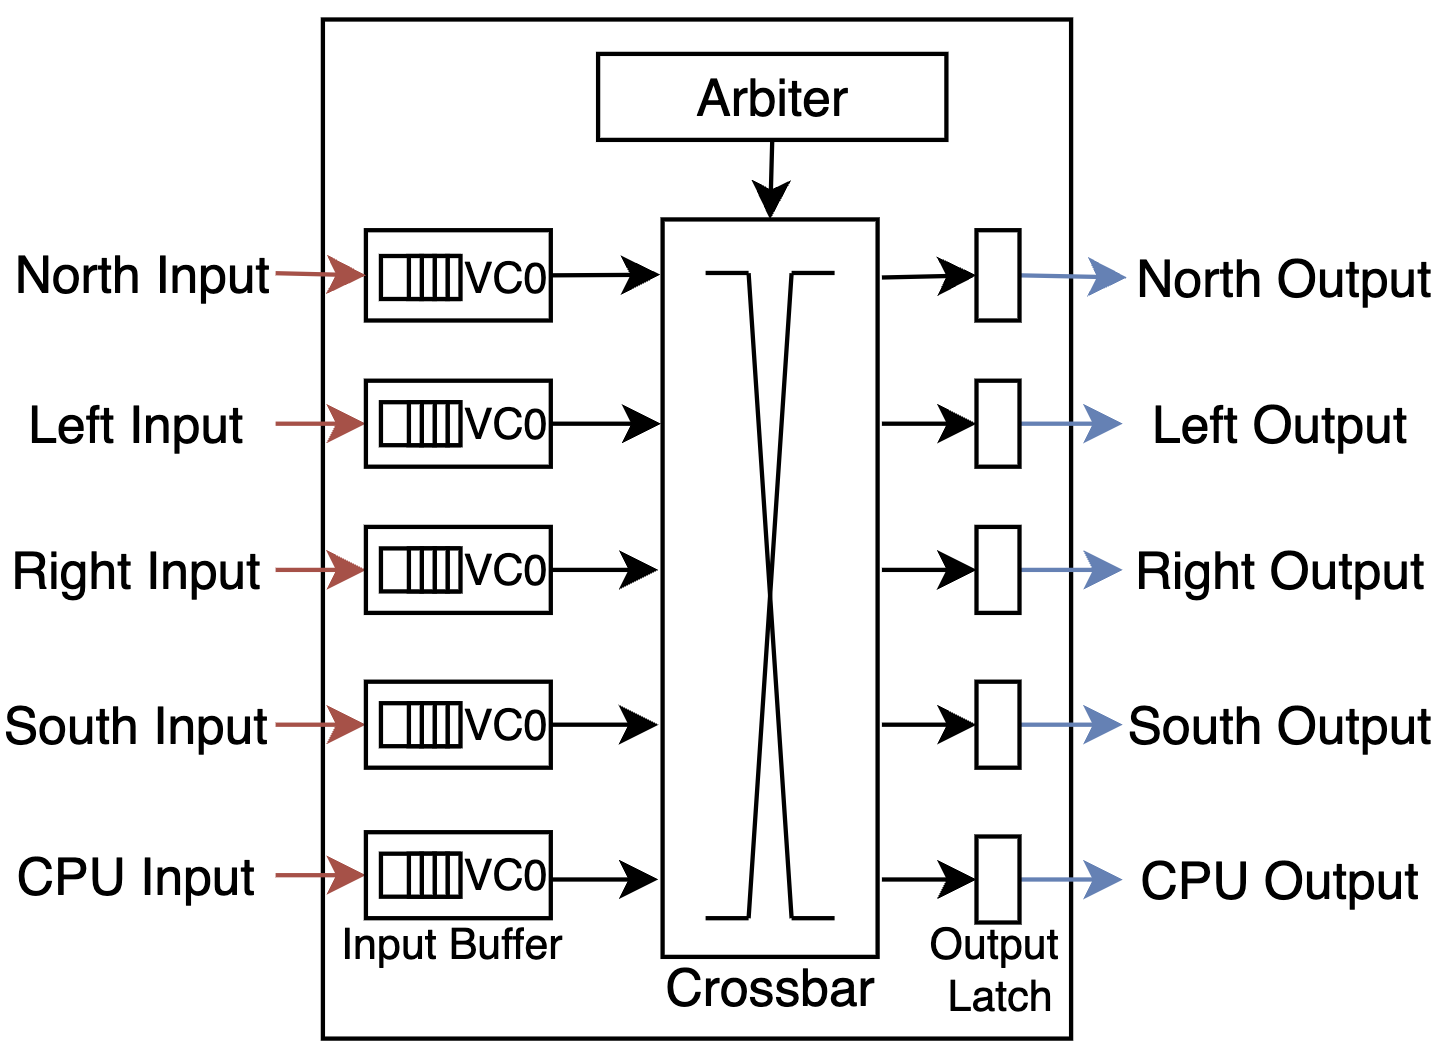 Arbiter
North Input
VC0
North Output
Left Input
VC0
Left Output
Right Input
VC0
Right Output
South Input
VC0
South Output
CPU Input
VC0
CPU Output
Input Buffer
Crossbar
Output
Latch